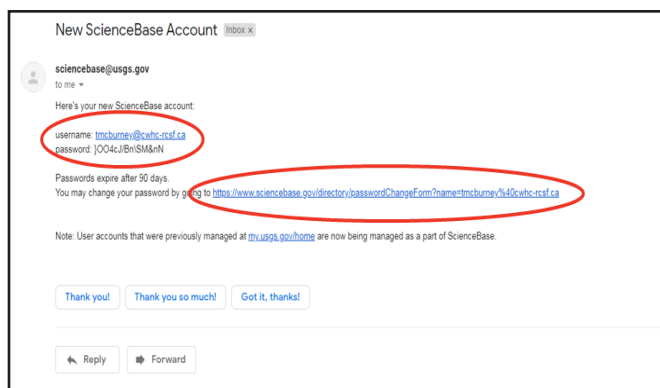 New ScienceBase Account Inbox x
sciencebase@usgs.gov
to me
Here's your new ScienceBase account:
username: tmcburney@cwhc-rcsf.ca
password: }OO4cJ/Bn\SM&nN
Passwords expire after 90 days.
You may change your password by going to https://www.sciencebase.gov/directory/passwordChangeForm?name=tmcburney%40cwhc-rcsf.ca
Note: User accounts that were previously managed at my.usgs.gov/home are now being managed as a part of ScienceBase.
Thank you! Thank you so much! Got it, thanks!
Reply Forward